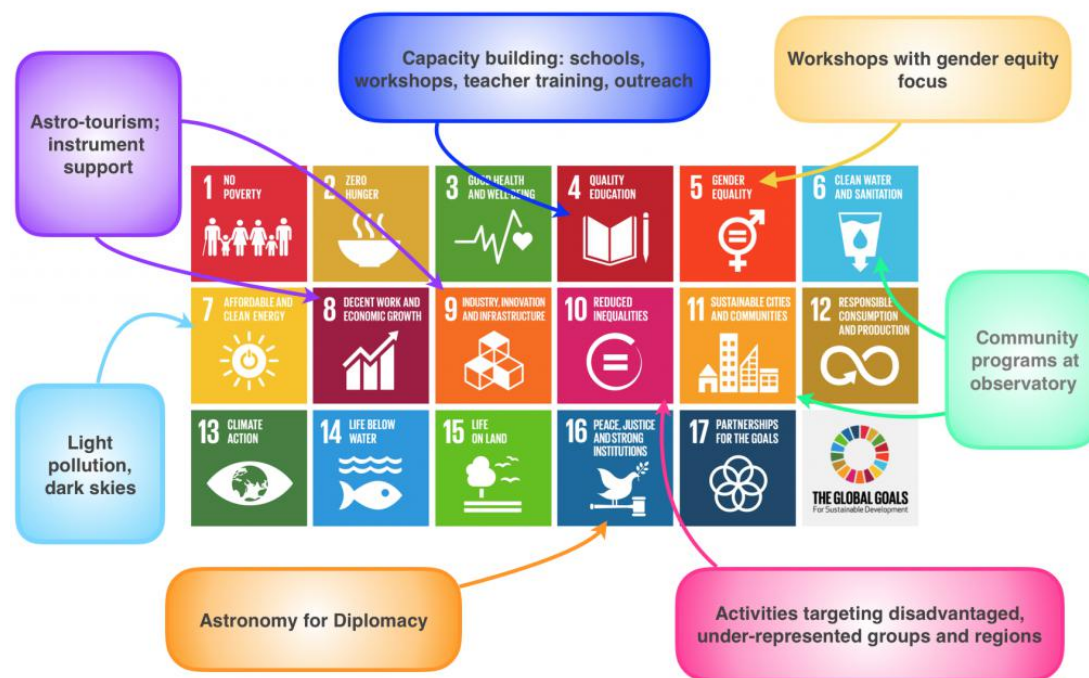 Capacity building: schools,
workshops, teacher training, outreach
Workshops with gender equity
focus
Astro-tourism;
instrument
support
1 NO
POVERTY
2 ZERO
HUNGER
3 GOOD HEALTH
AND WELL-BEING
4 QUALITY
EDUCATION
5 GENDER
EQUALITY
6 CLEAN WATER
AND SANITATION
7 AFFORDABLE AND
CLEAN ENERGY
8 DECENT WORK AND
ECONOMIC GROWTH
9 INDUSTRY, INNOVATION
AND INFRASTRUCTURE
10 REDUCED
INEQUALITIES
11 SUSTAINABLE CITIES
AND COMMUNITIES
12 RESPONSIBLE
CONSUMPTION
AND PRODUCTION
Community
programs at
observatory
Light
pollution,
dark skies
13 CLIMATE
ACTION
14 LIFE BELOW
WATER
15 LIFE
ON LAND
16 PEACE, JUSTICE
AND STRONG
INSTITUTIONS
17 PARTNERSHIPS
FOR THE GOALS
THE GLOBAL GOALS
For Sustainable Development
Astronomy for Diplomacy
Activities targeting disadvantaged,
under-represented groups and regions